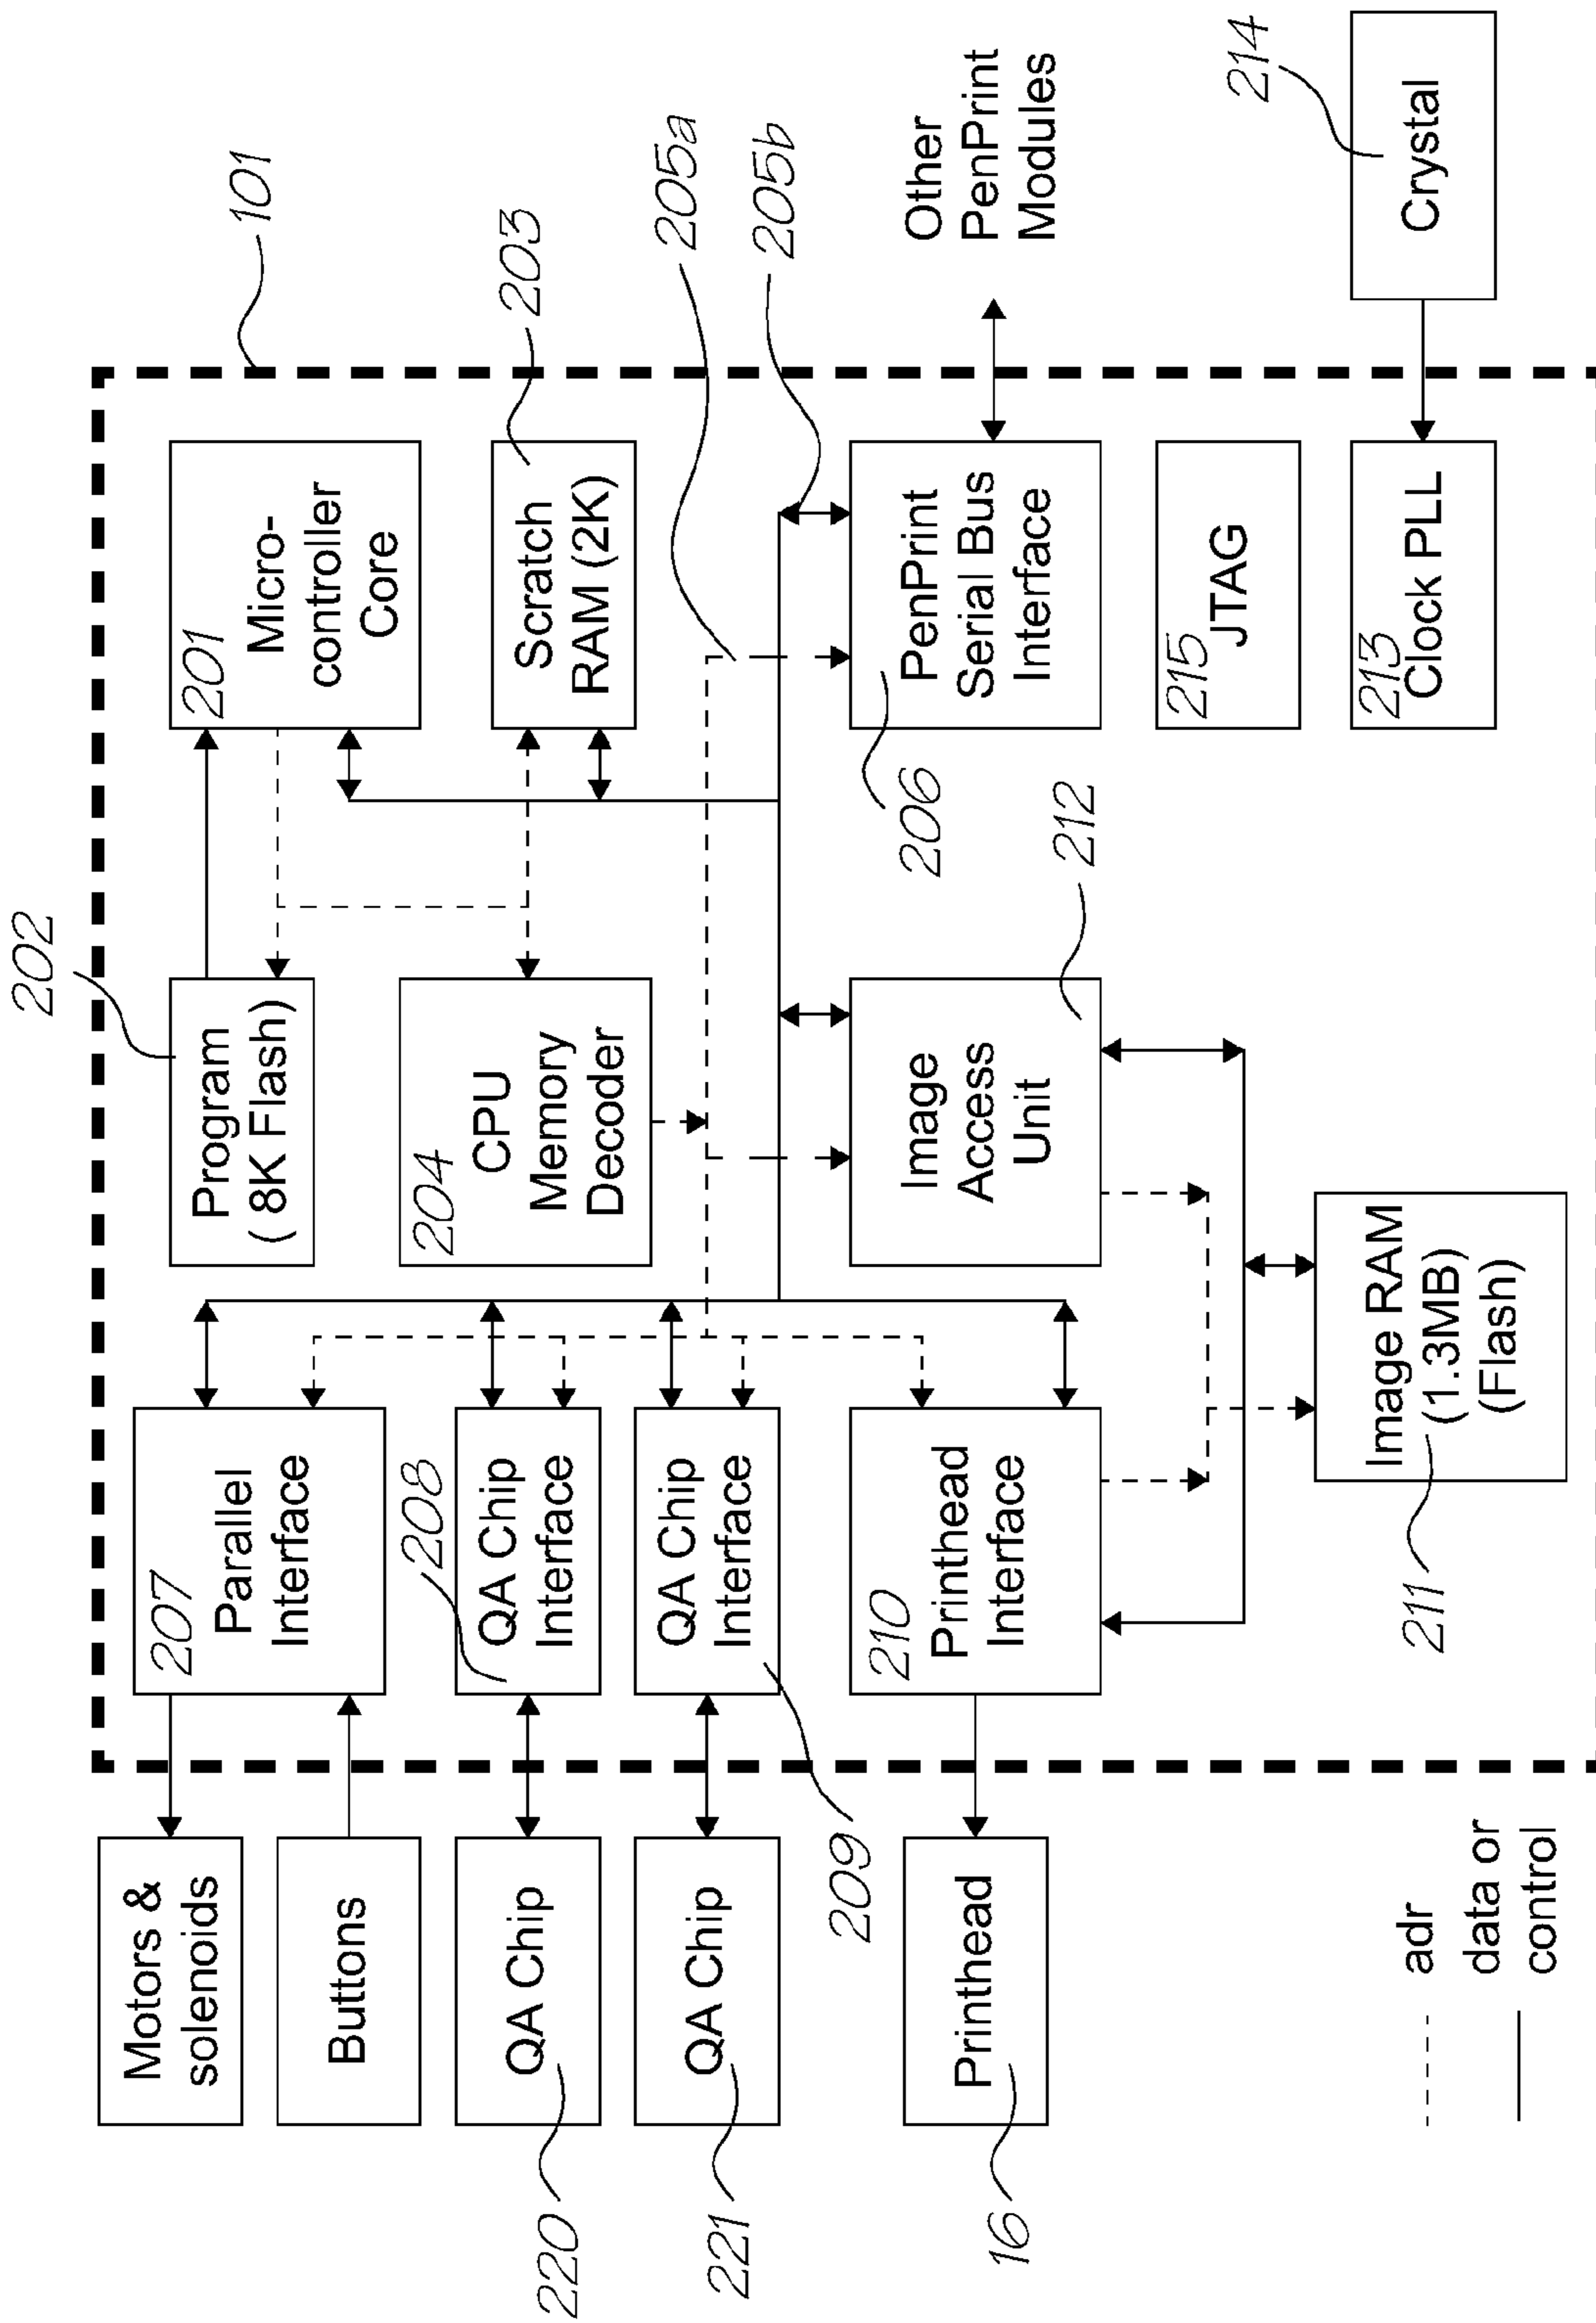 Motors &
solenoids
Buttons
QA Chip
QA Chip
Printhead
220
221
16
adr
data or
control
207
Parallel
Interface
208
QA Chip
Interface
QA Chip
Interface
209
210
Printhead
Interface
211
Image RAM
(1.3MB)
(Flash)
202
Program
( 8K Flash)
204
CPU
Memory
Decoder
Image
Access
Unit
212
201
Micro-
controller
Core
Scratch
RAM (2K)
203
206
PenPrint
Serial Bus
Interface
215
JTAG
213
Clock PLL
101
205a
205b
Other
PenPrint
Modules
214
Crystal